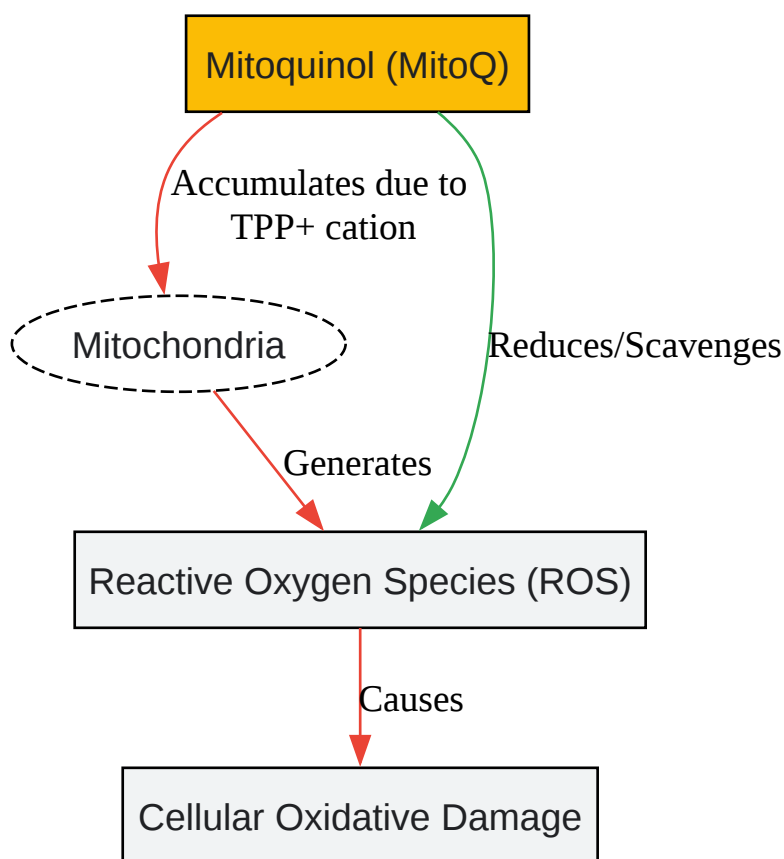 Mitoquinol (MitoQ)
Accumulates due to
TPP+ cation
Mitochondria
Reduces/Scavenges
Generates
Reactive Oxygen Species (ROS)
Causes
Cellular Oxidative Damage